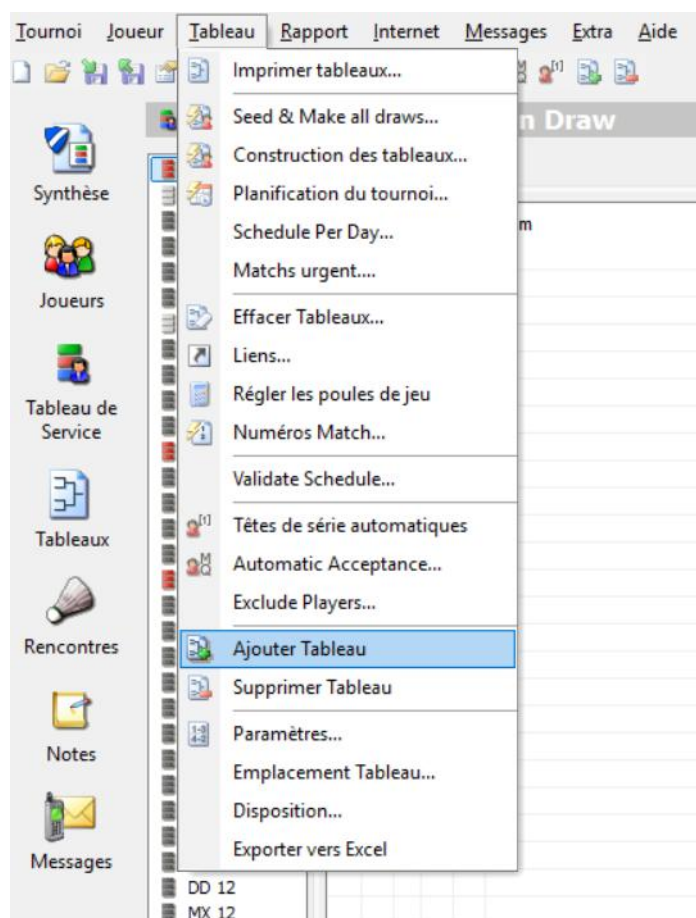 Tournoi Joueur Tableau Rapport Internet Messages Extra Aide
Imprimer tableaux...
n Draw
Seed & Make all draws...
Construction des tableaux...
Planification du tournoi...
Schedule Per Day...
m
Matchs urgent....
Effacer Tableaux...
Liens...
Régler les poules de jeu
Numéros Match...
Validate Schedule...
Têtes de série automatiques
Automatic Acceptance...
Exclude Players...
Ajouter Tableau
Supprimer Tableau
Paramètres...
Emplacement Tableau...
Disposition...
Exporter vers Excel
Synthèse
Joueurs
Tableau de
Service
Tableaux
Rencontres
Notes
Messages
DD 12
MX 12